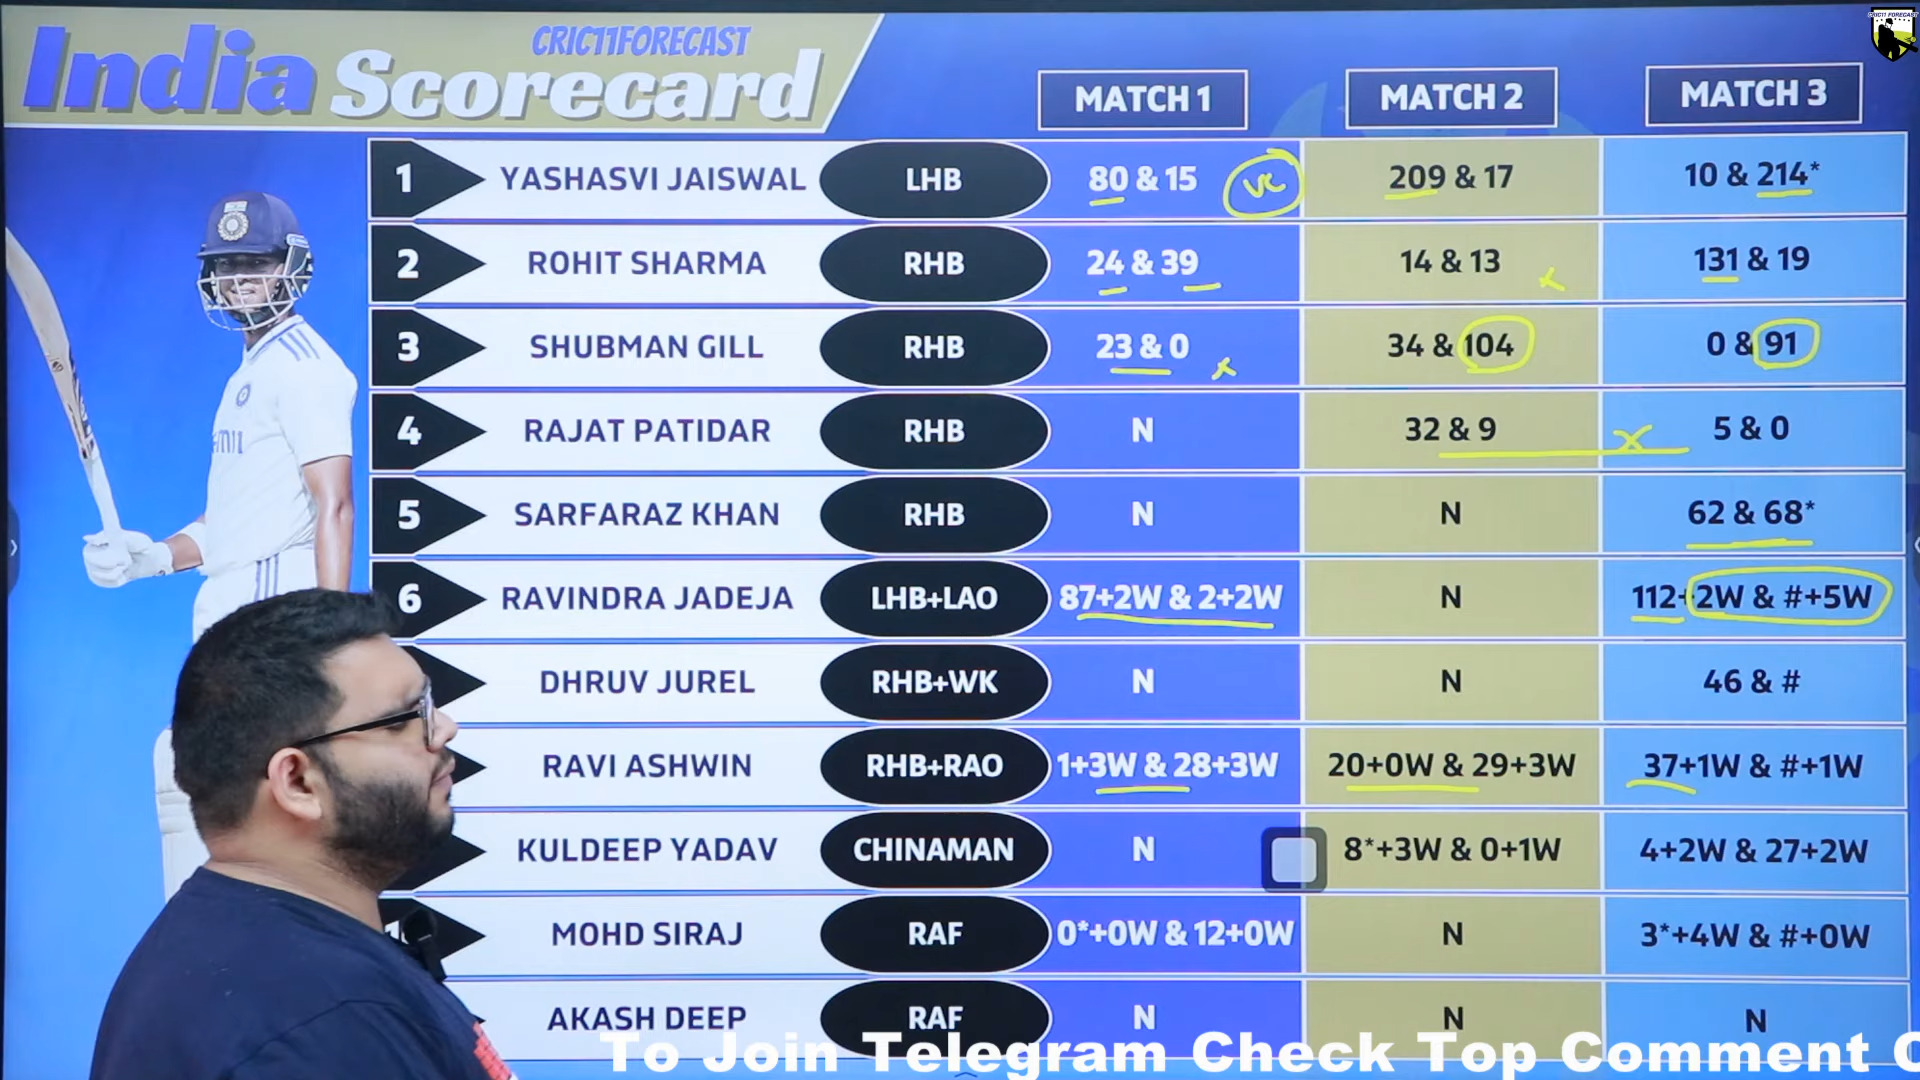 CRIC11FORECAST
India Scorecard
CRIC11 FORECAST
MATCH 1 MATCH 2 MATCH 3
1 YASHASVI JAISWAL LHB 80 & 15 VC 209 & 17 10 & 214*
2 ROHIT SHARMA RHB 24 & 39 14 & 13 131 & 19
3 SHUBMAN GILL RHB 23 & 0 34 & 104 0 & 91
4 RAJAT PATIDAR RHB N 32 & 9 5 & 0
5 SARFARAZ KHAN RHB N N 62 & 68*
6 RAVINDRA JADEJA LHB+LAO 87+2W & 2+2W N 112+2W & #+5W
DHRUV JUREL RHB+WK N N 46 & #
RAVI ASHWIN RHB+RAO 1+3W & 28+3W 20+0W & 29+3W 37+1W & #+1W
KULDEEP YADAV CHINAMAN N 8*+3W & 0+1W 4+2W & 27+2W
MOHD SIRAJ RAF 0*+0W & 12+0W N 3*+4W & #+0W
AKASH DEEP RAF N N N
To Join Telegram Check Top Comment